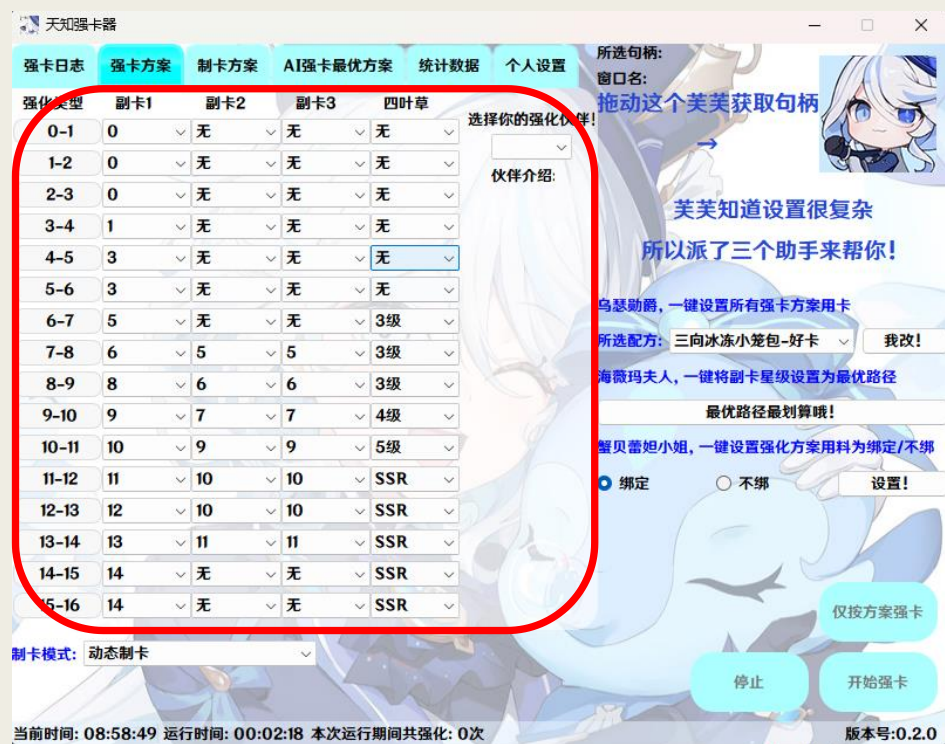 天知强卡器
强卡日志 强卡方案 制卡方案 AI强卡最优方案 统计数据 个人设置
强化类型 副卡1 副卡2 副卡3 四叶草
0-1 0 无 无 无
1-2 0 无 无 无
2-3 0 无 无 无
3-4 1 无 无 无
4-5 3 无 无 无
5-6 3 无 无 无
6-7 5 无 无 3级
7-8 6 5 5 3级
8-9 8 6 6 3级
9-10 9 7 7 4级
10-11 10 9 9 5级
11-12 11 10 10 SSR
12-13 12 10 10 SSR
13-14 13 11 11 SSR
14-15 14 无 无 SSR
15-16 14 无 无 SSR
选择你的强化伙伴!
伙伴介绍:
制卡模式: 动态制卡
所选句柄:
窗口名:
拖动这个芙芙获取句柄
→
芙芙知道设置很复杂
所以派了三个助手来帮你!
乌瑟勋爵, 一键设置所有强卡方案用卡
所选配方: 三向冰冻小笼包-好卡 我改!
海薇玛夫人, 一键将副卡星级设置为最优路径
最优路径最划算哦!
蟹贝蕾妲小姐, 一键设置强化方案用料为绑定/不绑
绑定 不绑 设置!
仅按方案强卡
停止 开始强卡
当前时间: 08:58:49 运行时间: 00:02:18 本次运行期间共强化: 0次
版本号:0.2.0